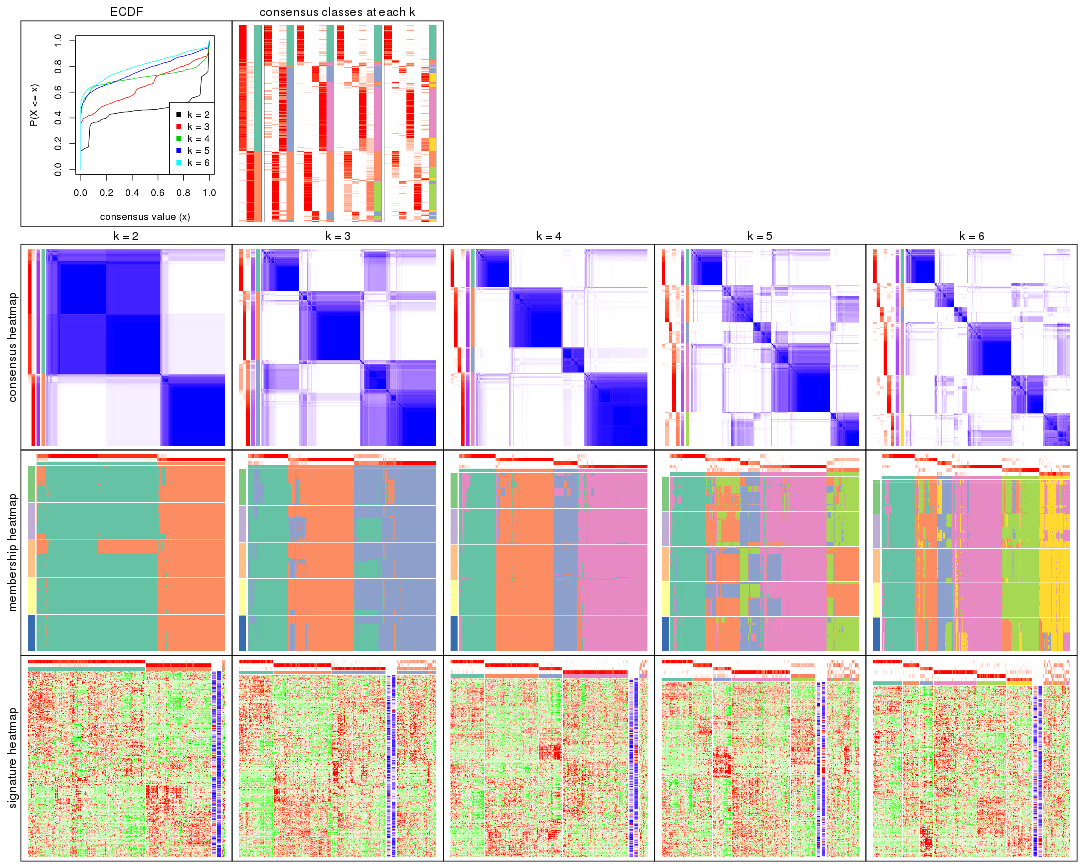 ECDF
consensus classes at each k
P(X <= x)
1.0
0.8
0.6
0.4
0.2
0.0
k = 2
k = 3
k = 4
k = 5
k = 6
0.0 0.2 0.4 0.6 0.8 1.0
consensus value (x)
k = 2
k = 3
k = 4
k = 5
k = 6
consensus heatmap
membership heatmap
signature heatmap